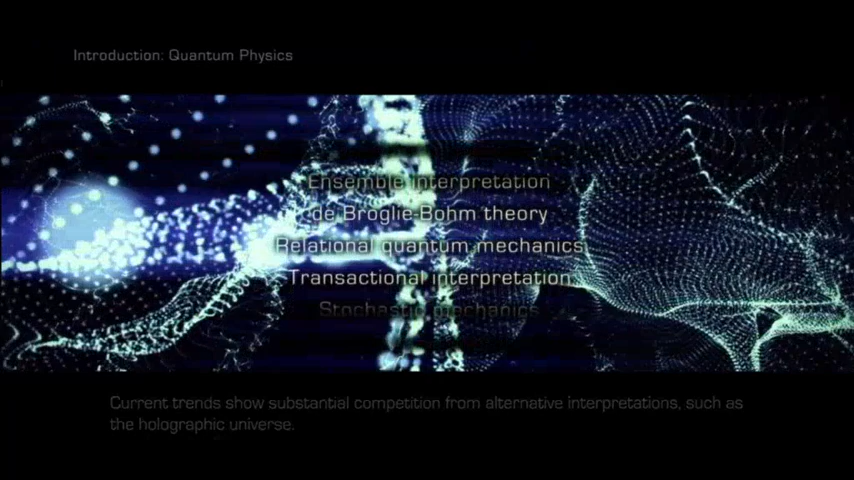 Introduction: Quantum Physics
Ensemble interpretation
de Broglie-Bohm theory
Relational quantum mechanics
Transactional interpretation
Stochastic mechanics
Current trends show substantial competition from alternative interpretations, such as
the holographic universe.